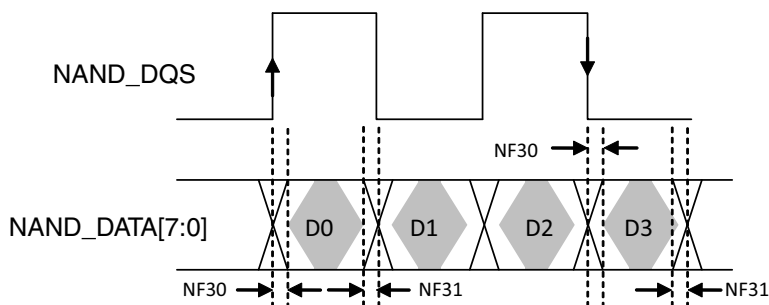 NAND_DQS
NF30
NAND_DATA[7:0]
D0
D1
D2
D3
NF30
NF31
NF31